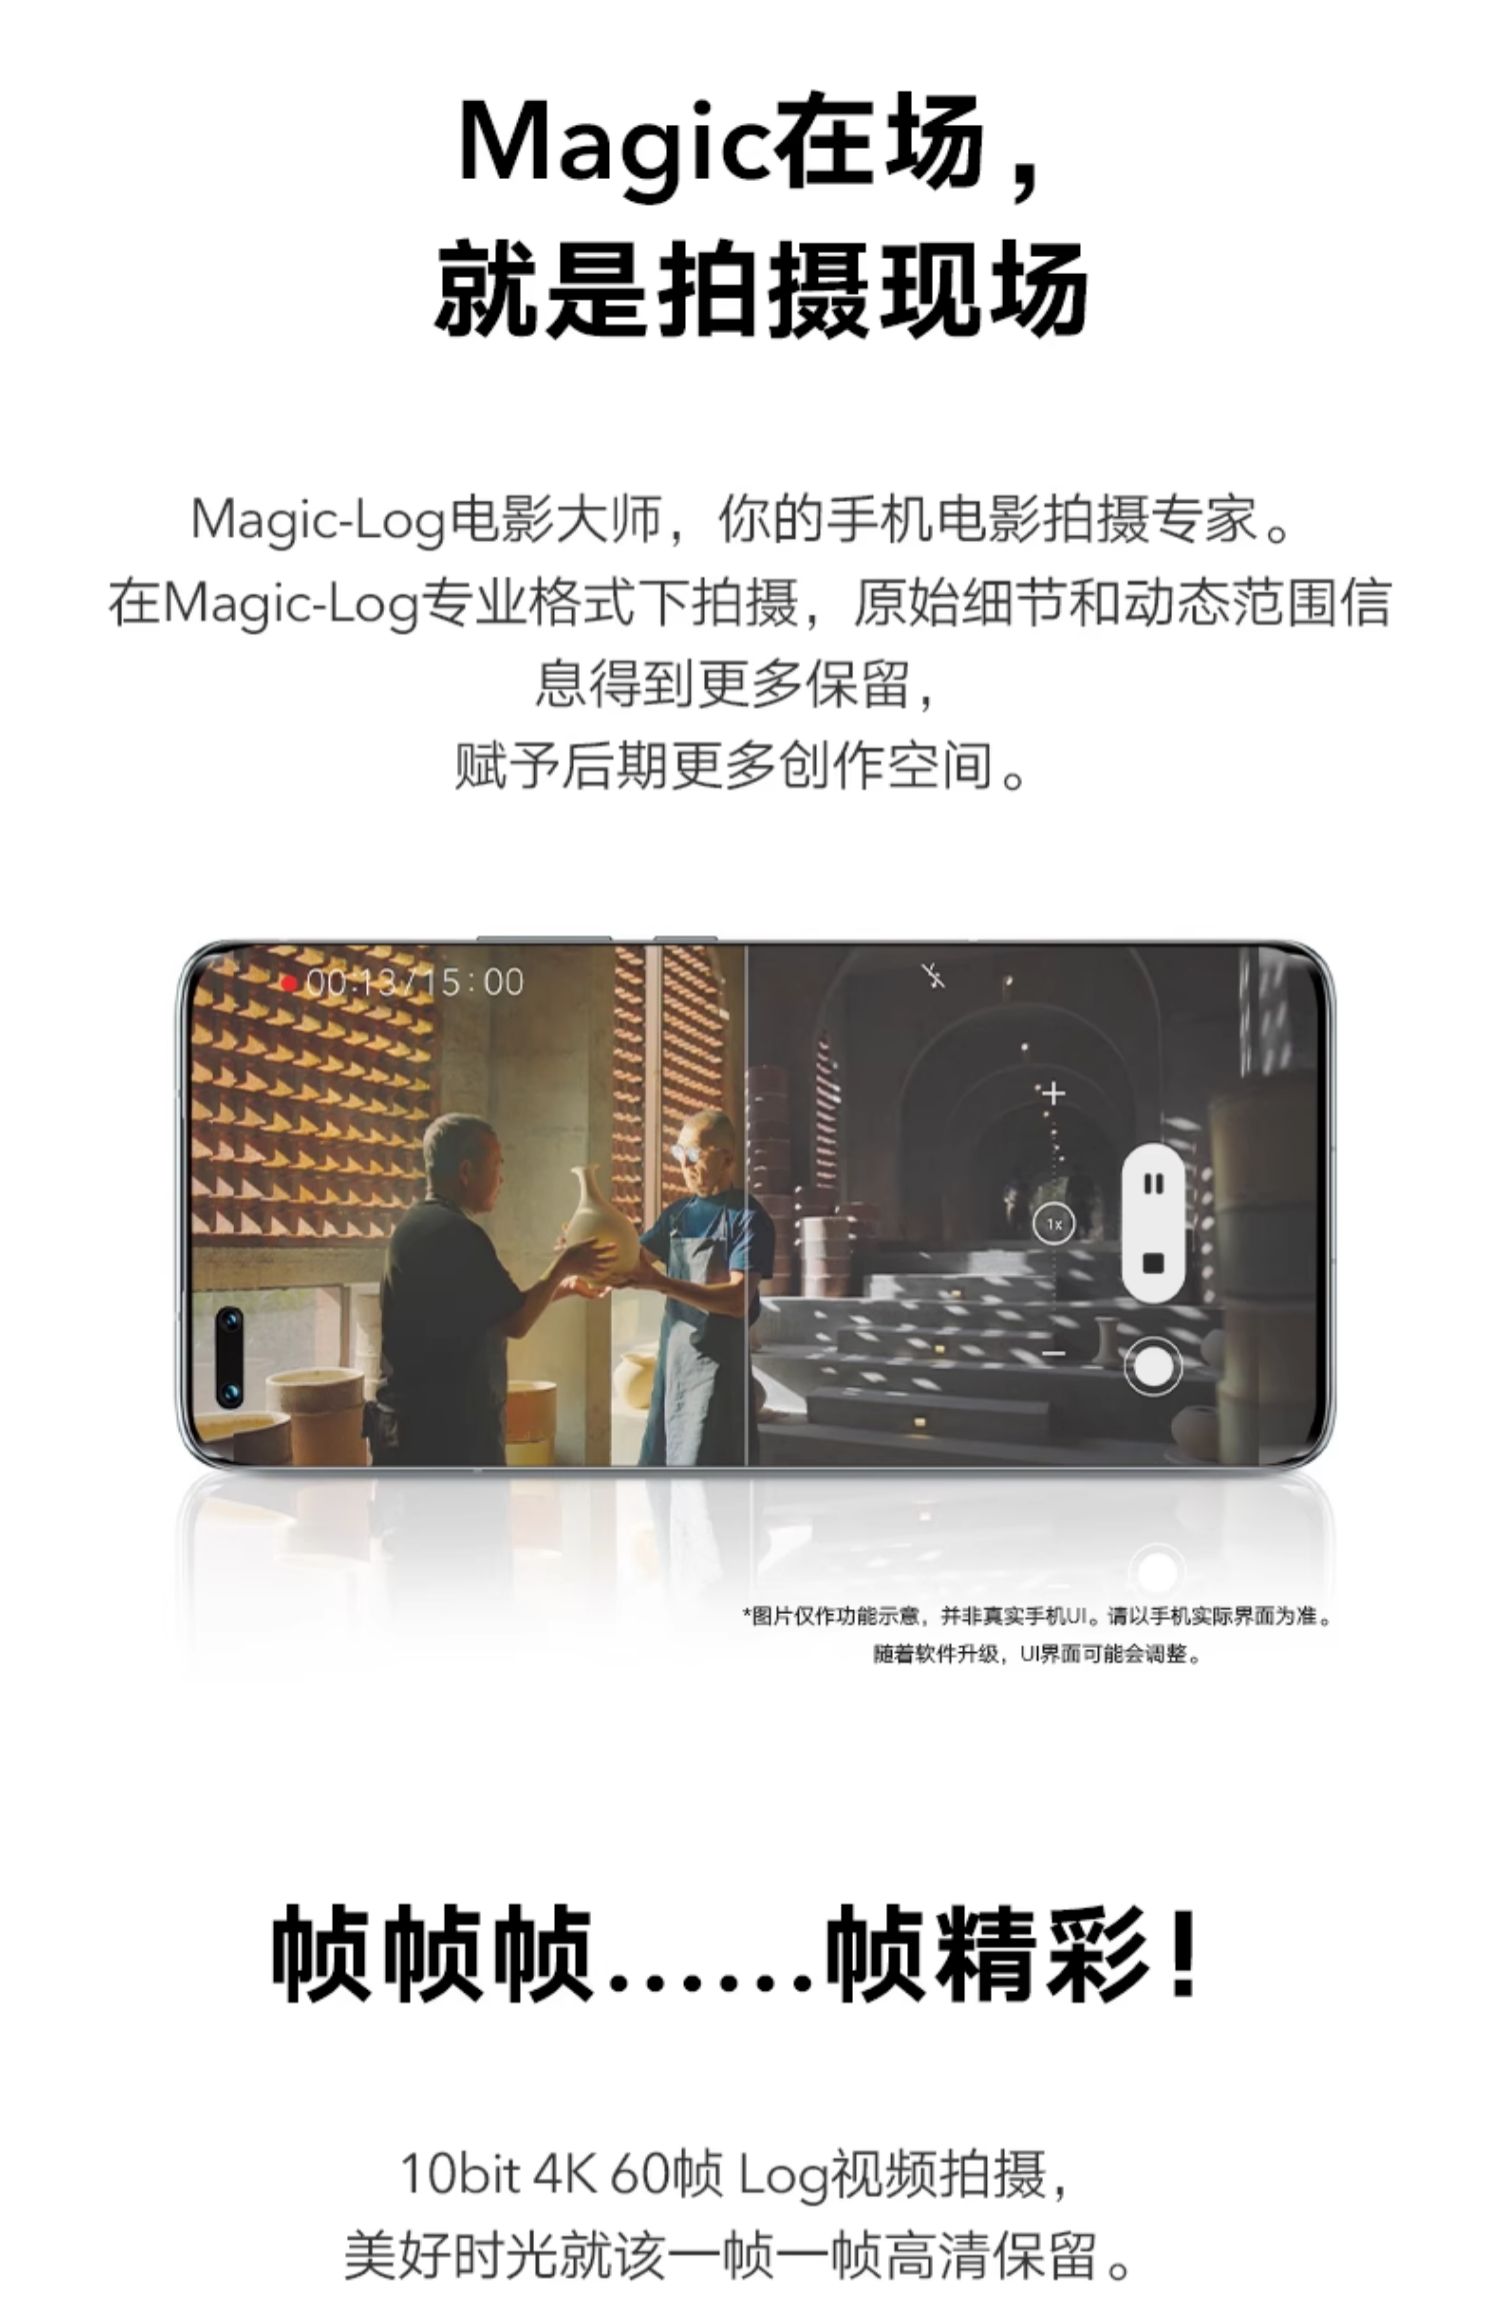 Magic在场，
就是拍摄现场
Magic-Log电影大师，你的手机电影拍摄专家。
在Magic-Log专业格式下拍摄，原始细节和动态范围信
息得到更多保留，
赋予后期更多创作空间。
00:13/15:00
1x
*图片仅作功能示意，并非真实手机UI。请以手机实际界面为准。
随着软件升级，UI界面可能会调整。
帧帧帧......帧精彩！
10bit 4K 60帧 Log视频拍摄，
美好时光就该一帧一帧高清保留。